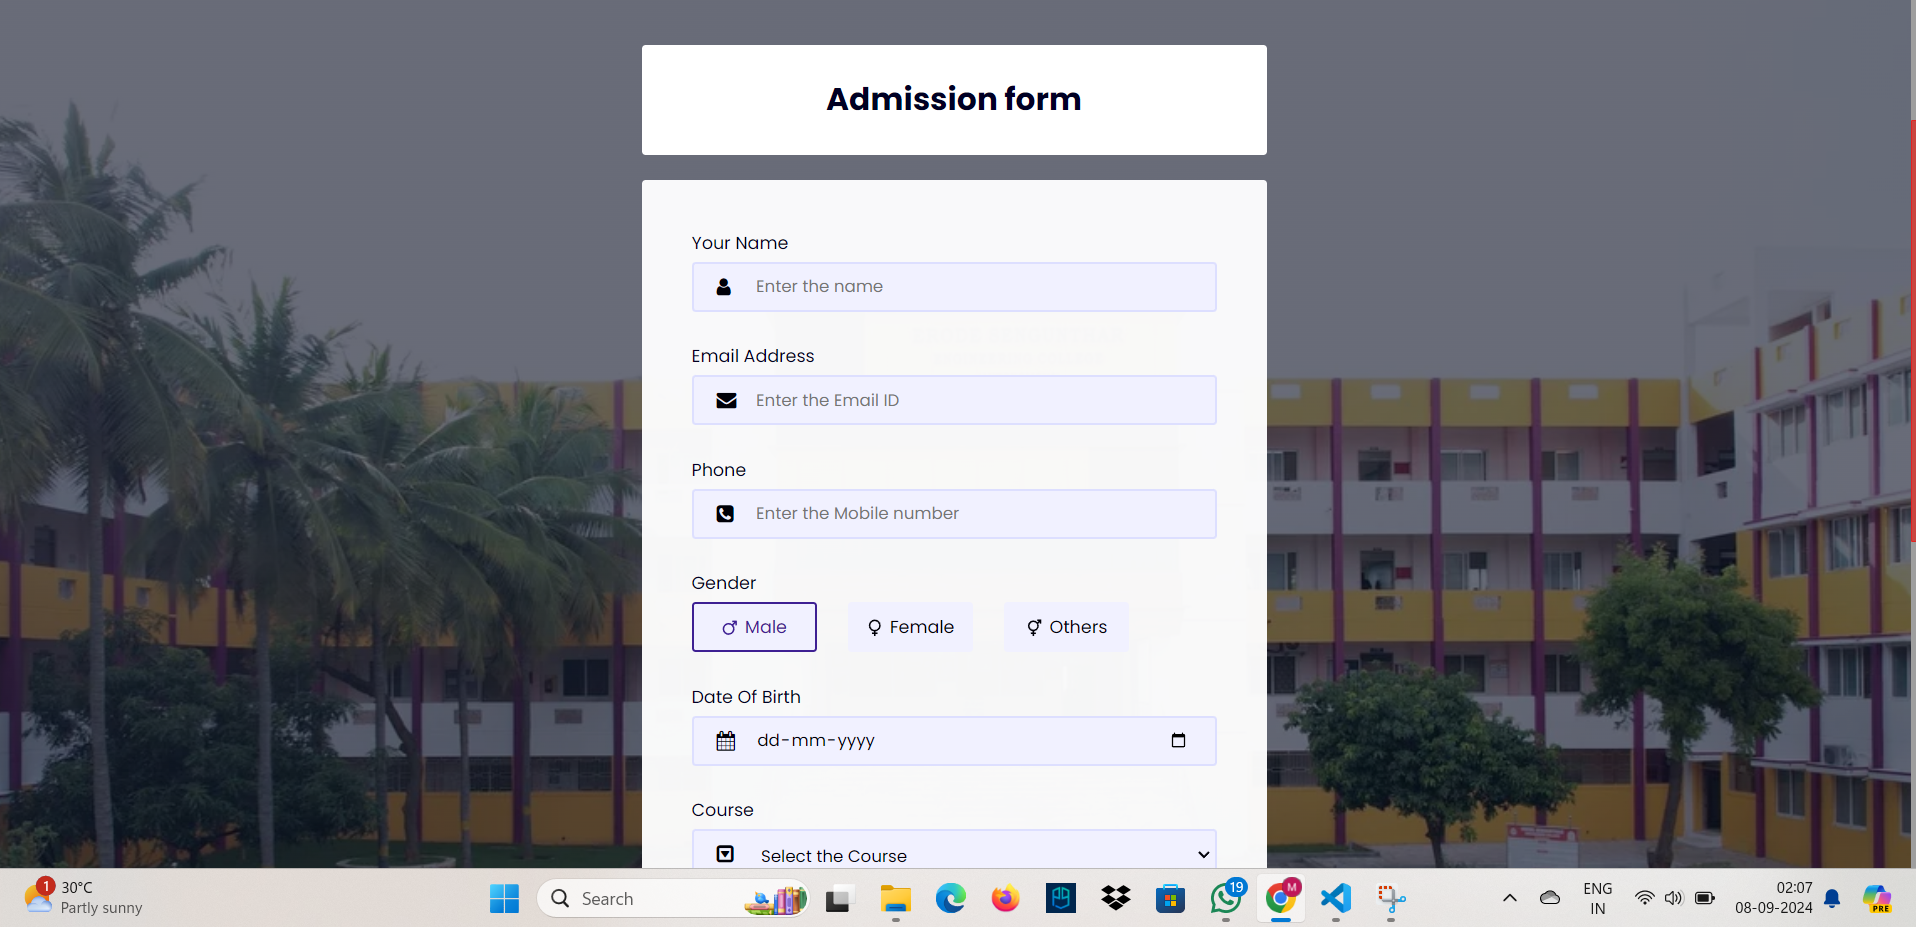 Admission form
Your Name
Enter the name
Email Address
Enter the Email ID
Phone
Enter the Mobile number
Gender
Male
Female
Others
Date Of Birth
dd-mm-yyyy
Course
Select the Course
1
30°C
Partly sunny
Search
19
M
ENG
IN
02:07
08-09-2024
PRE